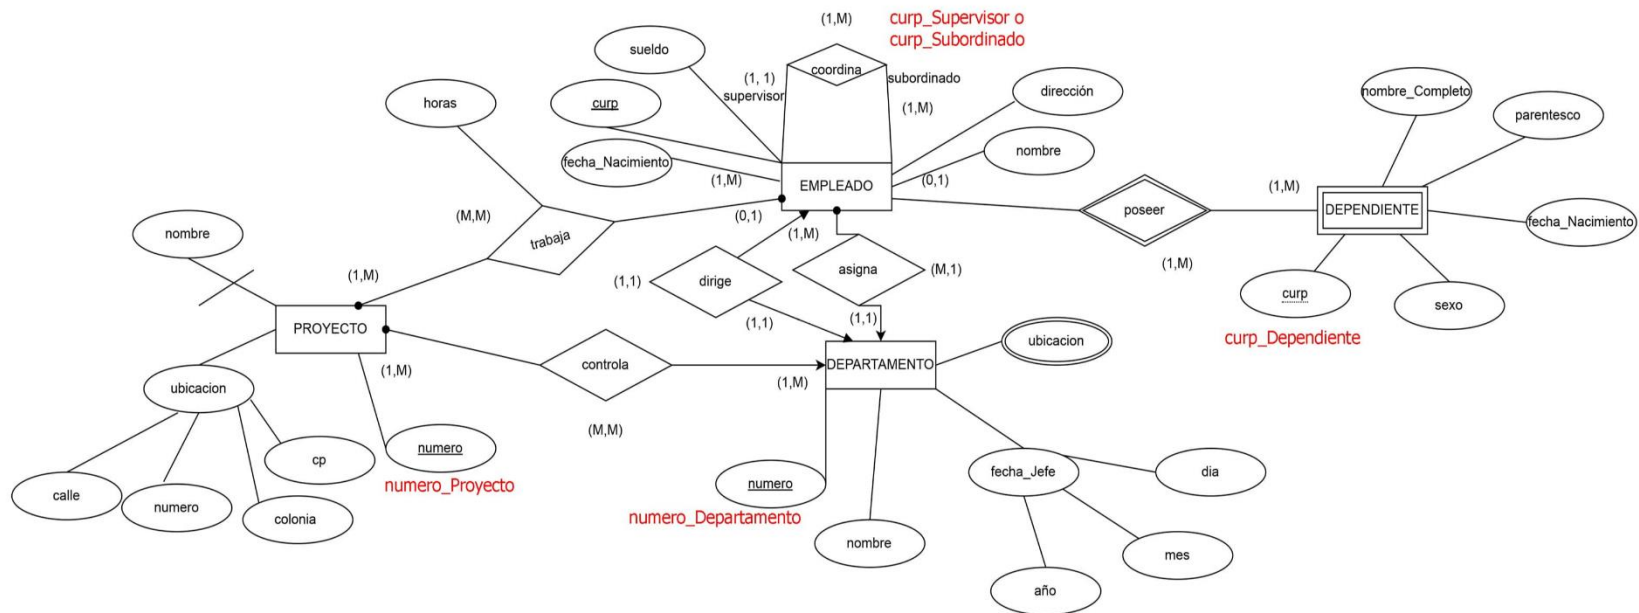 (1,M)
curp_Supervisor o
curp_Subordinado
sueldo
coordina
(1, 1)
supervisor
subordinado
(1,M)
horas
curp
dirección
nombre
fecha_Nacimiento
(1,M)
EMPLEADO
(0,1)
(0,1)
(1,M)
nombre_Completo
parentesco
(1,M)
DEPENDIENTE
poseer
fecha_Nacimiento
(1,M)
curp
sexo
curp_Dependiente
nombre
(M,M)
trabaja
(1,M)
(1,1)
dirige
asigna
(M,1)
(1,1)
(1,1)
PROYECTO
(1,M)
controla
(1,M)
(M,M)
DEPARTAMENTO
ubicacion
ubicacion
calle
numero
colonia
cp
numero
numero_Proyecto
numero
numero_Departamento
nombre
fecha_Jefe
dia
mes
año